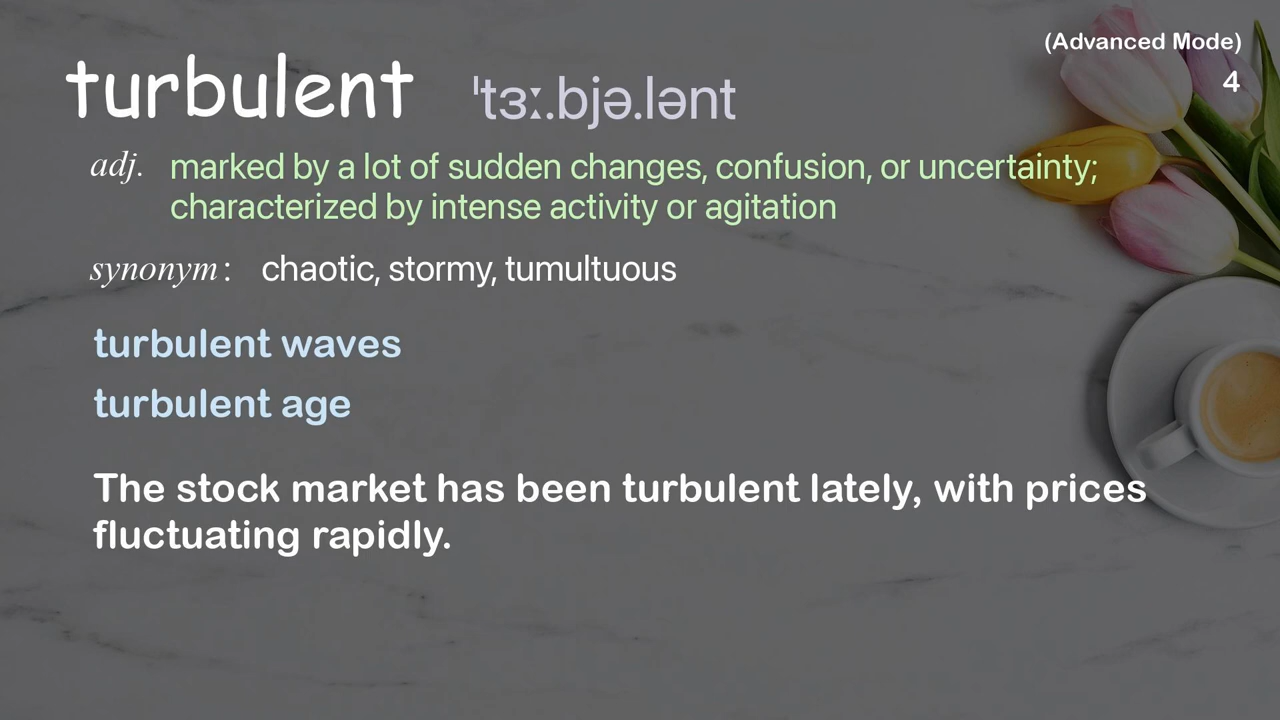 (Advanced Mode)
4
turbulent ˈtɜː.bjə.lənt
adj. marked by a lot of sudden changes, confusion, or uncertainty;
characterized by intense activity or agitation
synonym: chaotic, stormy, tumultuous
turbulent waves
turbulent age
The stock market has been turbulent lately, with prices
fluctuating rapidly.